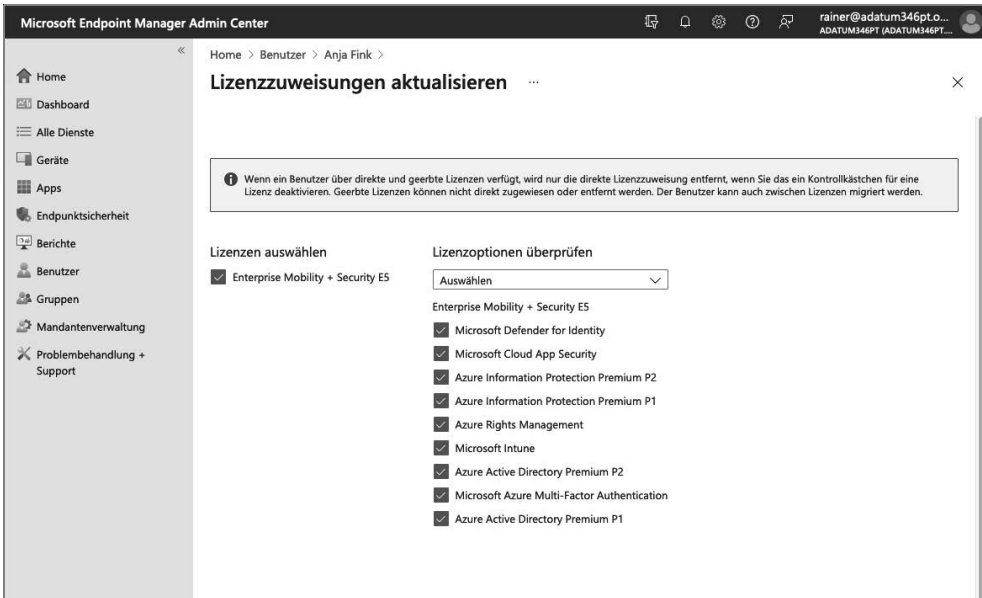 Microsoft Endpoint Manager Admin Center
rainer@adatum346pt.o...
ADATUM346PT (ADATUM346PT....
«
Home
Dashboard
Alle Dienste
Geräte
Apps
Endpunktsicherheit
Berichte
Benutzer
Gruppen
Mandantenverwaltung
Problembehandlung +
Support
Home > Benutzer > Anja Fink >
Lizenzzuweisungen aktualisieren ...
Wenn ein Benutzer über direkte und geerbte Lizenzen verfügt, wird nur die direkte Lizenzzuweisung entfernt, wenn Sie das ein Kontrollkästchen für eine
Lizenz deaktivieren. Geerbte Lizenzen können nicht direkt zugewiesen oder entfernt werden. Der Benutzer kann auch zwischen Lizenzen migriert werden.
Lizenzen auswählen
Enterprise Mobility + Security E5
Lizenzoptionen überprüfen
Auswählen
Enterprise Mobility + Security E5
Microsoft Defender for Identity
Microsoft Cloud App Security
Azure Information Protection Premium P2
Azure Information Protection Premium P1
Azure Rights Management
Microsoft Intune
Azure Active Directory Premium P2
Microsoft Azure Multi-Factor Authentication
Azure Active Directory Premium P1